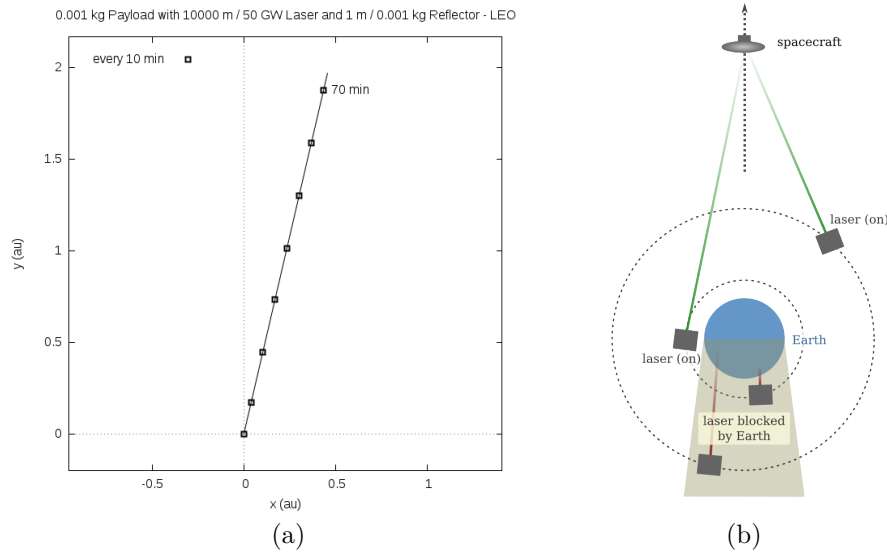 0.001 kg Payload with 10000 m / 50 GW Laser and 1 m / 0.001 kg Reflector - LEO
every 10 min
70 min
2
1.5
1
0.5
0
-0.5
0
0.5
1
y (au)
x (au)
(a)
spacecraft
laser (on)
Earth
laser (on)
laser blocked
by Earth
(b)